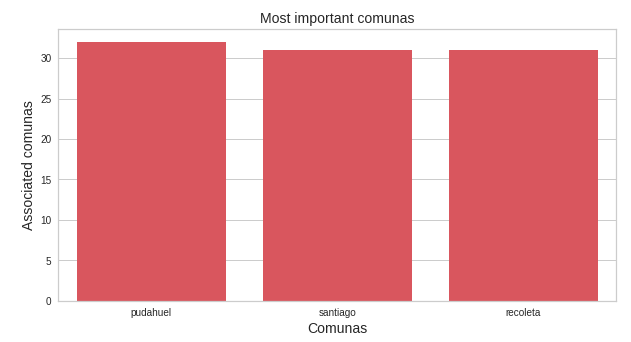 Most important comunas
Associated comunas
30
25
20
15
10
5
0
pudahuel santiago recoleta
Comunas